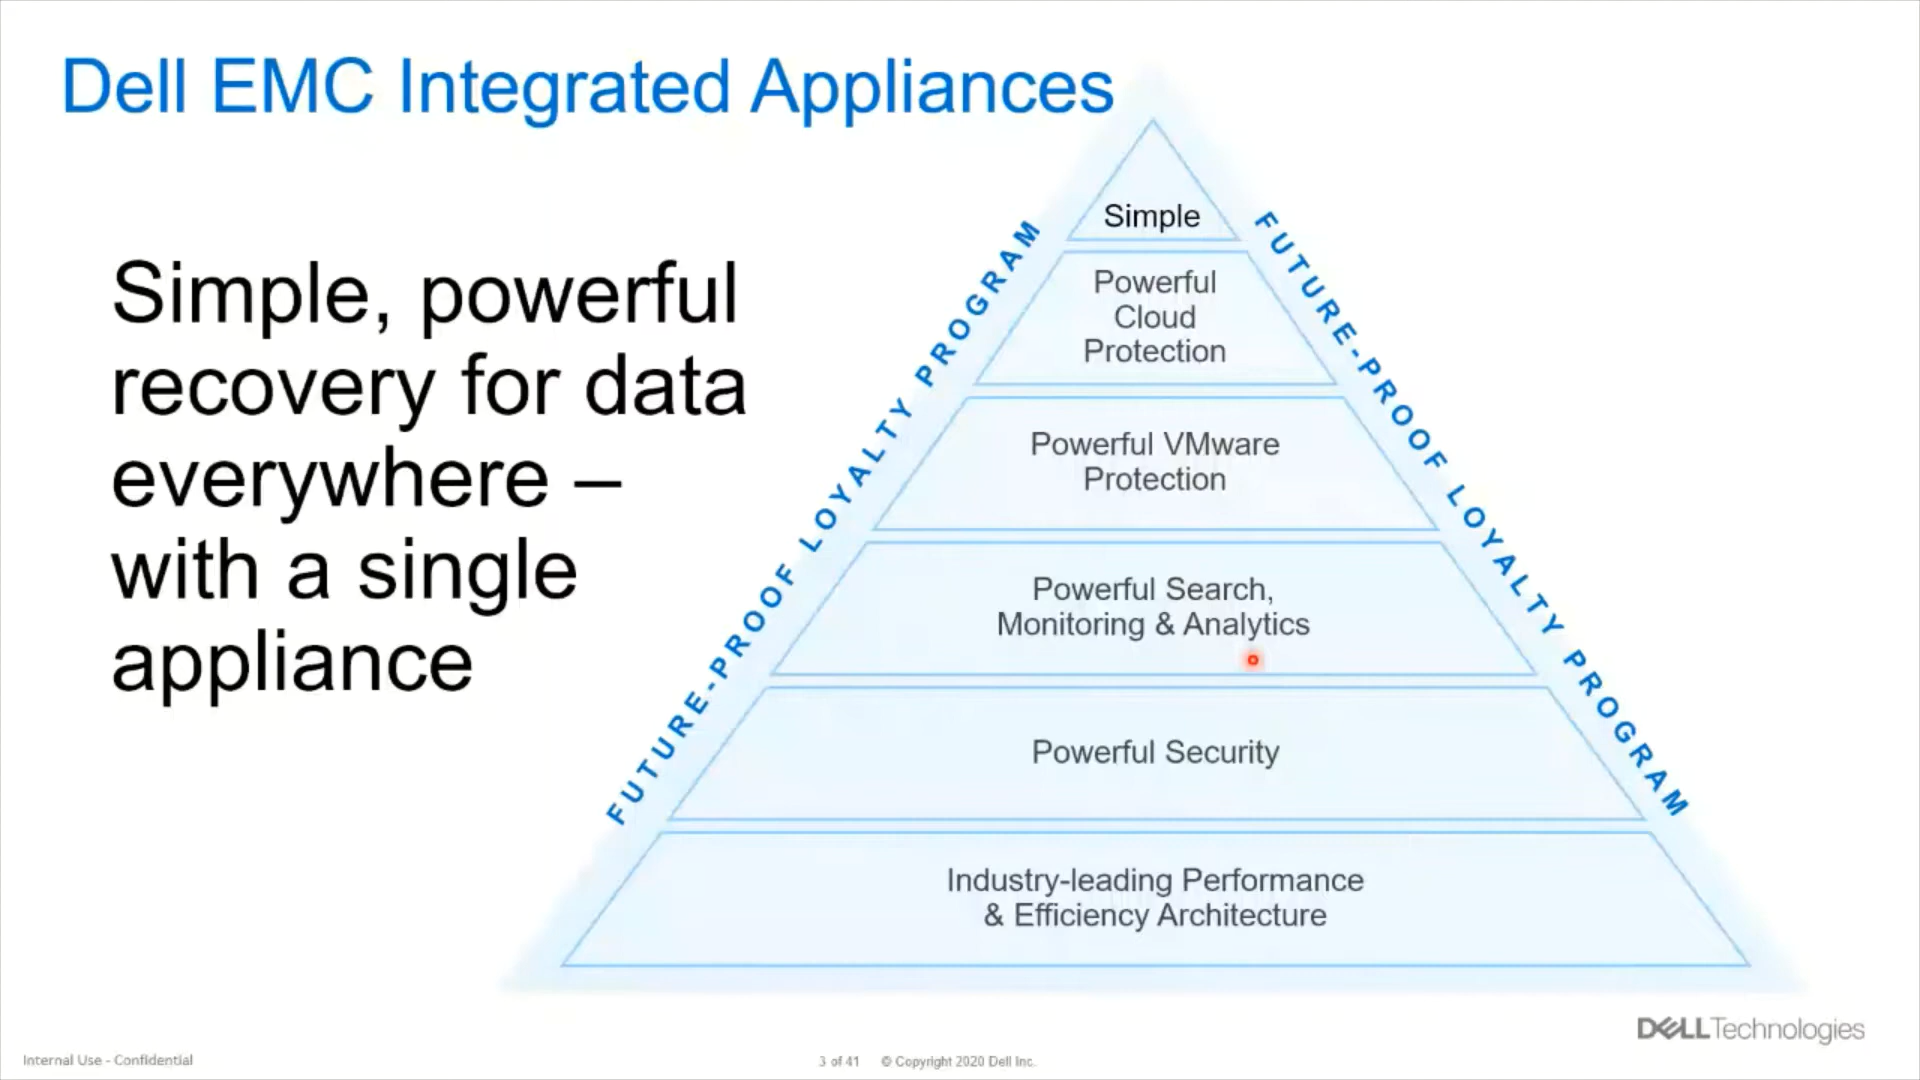 Dell EMC Integrated Appliances
Simple, powerful
recovery for data
everywhere –
with a single
appliance
FUTURE-PROOF LOYALTY PROGRAM
FUTURE-PROOF LOYALTY PROGRAM
Simple
Powerful
Cloud
Protection
Powerful VMware
Protection
Powerful Search,
Monitoring & Analytics
Powerful Security
Industry-leading Performance
& Efficiency Architecture
DELLTechnologies
Internal Use - Confidential
3 of 41 © Copyright 2020 Dell Inc.